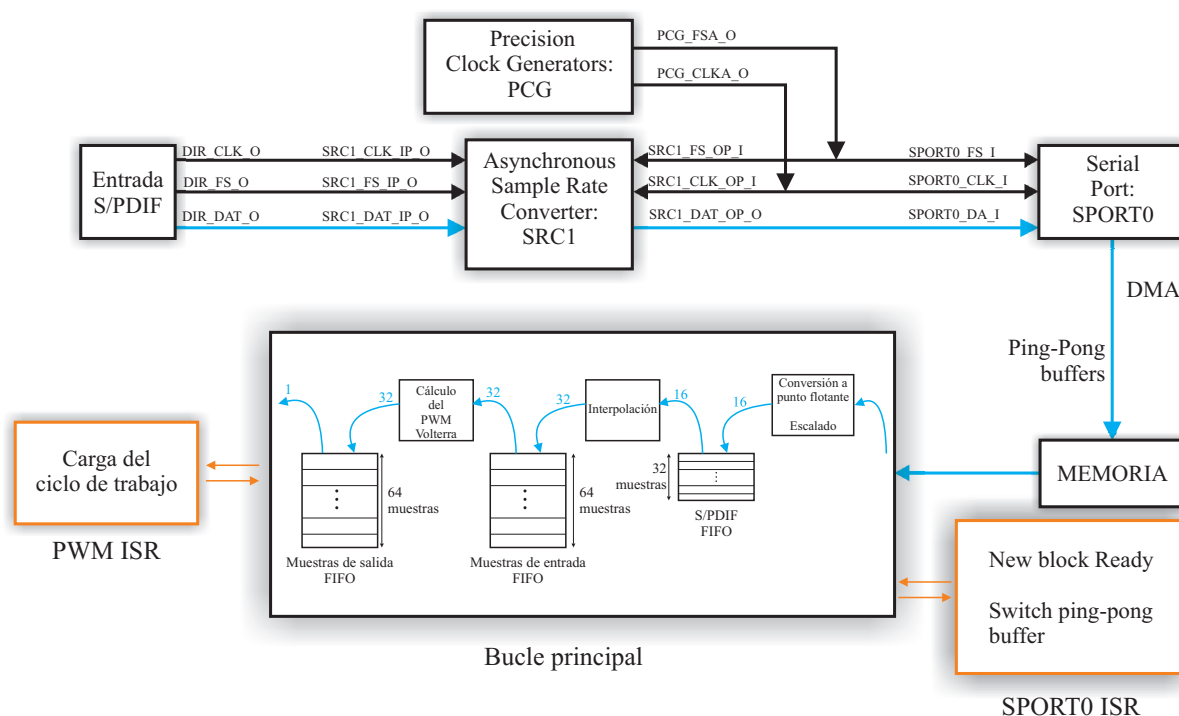 Precision
Clock Generators:
PCG
PCG_FSA_O
PCG_CLKA_O
Entrada
S/PDIF
DIR_CLK_O
SRC1_CLK_IP_O
DIR_FS_O
SRC1_FS_IP_O
DIR_DAT_O
SRC1_DAT_IP_O
Asynchronous
Sample Rate
Converter:
SRC1
SRC1_FS_OP_I
SPORT0_FS_I
SRC1_CLK_OP_I
SPORT0_CLK_I
SRC1_DAT_OP_O
SPORT0_DA_I
Serial
Port:
SPORT0
DMA
Ping-Pong
buffers
MEMORIA
Conversión a
punto flotante
Escalado
16
32
muestras
S/PDIF
FIFO
16
Interpolación
32
64
muestras
Muestras de entrada
FIFO
32
Cálculo
del
PWM
Volterra
32
64
muestras
Muestras de salida
FIFO
1
Bucle principal
Carga del
ciclo de trabajo
PWM ISR
New block Ready
Switch ping-pong
buffer
SPORT0 ISR